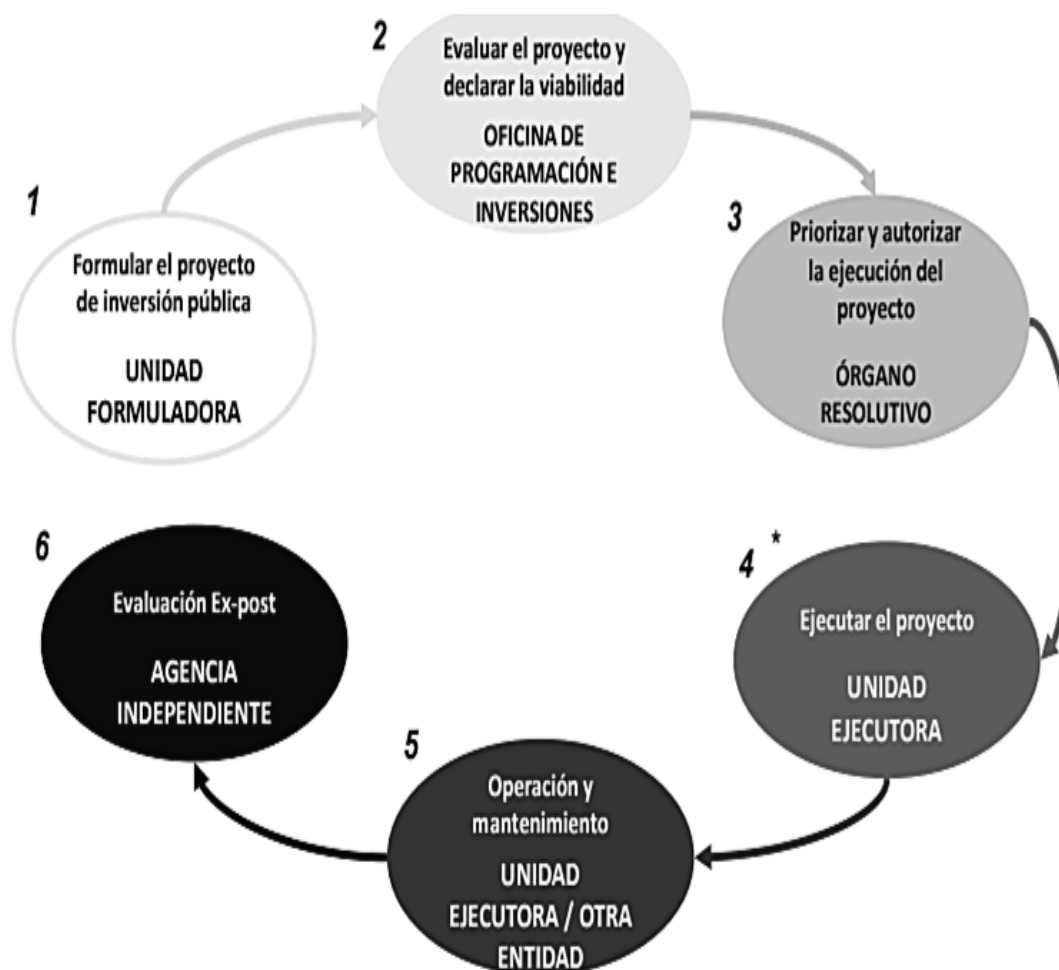 1
Formular el proyecto
de inversión pública
UNIDAD
FORMULADORA
2
Evaluar el proyecto y
declarar la viabilidad
OFICINA DE
PROGRAMACIÓN E
INVERSIONES
3
Priorizar y autorizar
la ejecución del
proyecto
ÓRGANO
RESOLUTIVO
4 *
Ejecutar el proyecto
UNIDAD
EJECUTORA
5
Operación y
mantenimiento
UNIDAD
EJECUTORA / OTRA
ENTIDAD
6
Evaluación Ex-post
AGENCIA
INDEPENDIENTE